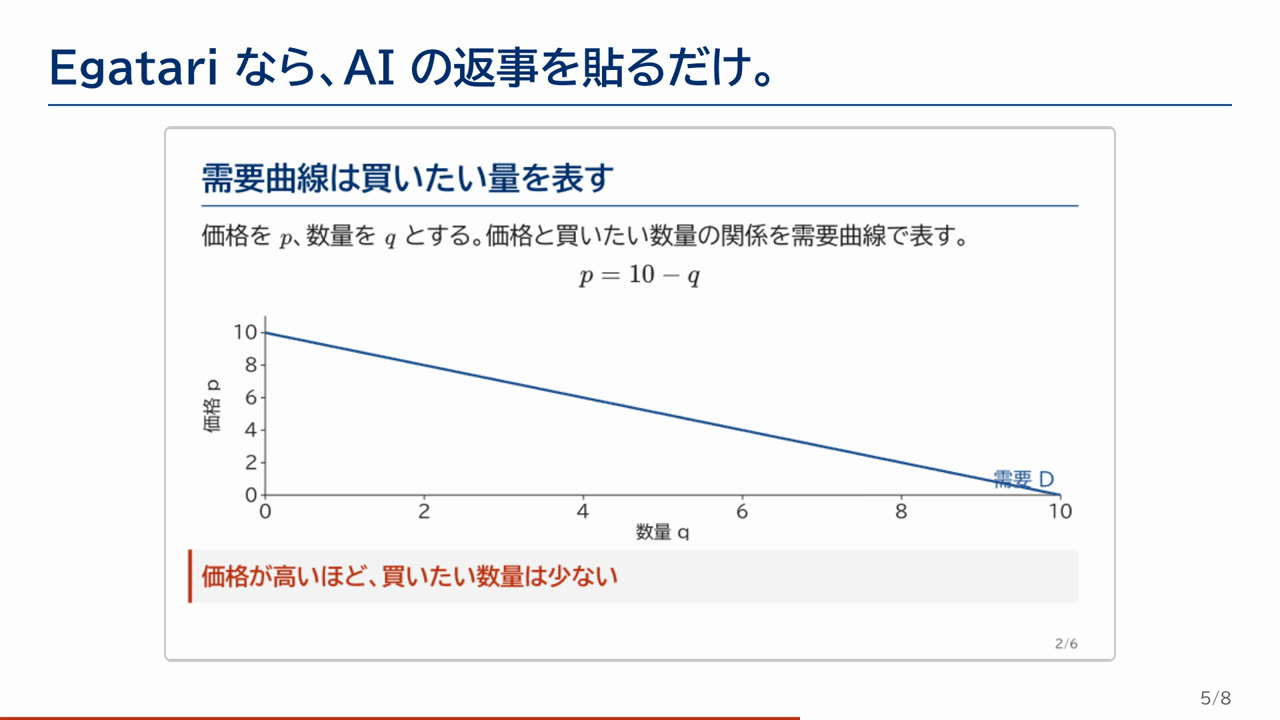 Egatari なら、AI の返事を貼るだけ。
需要曲線は買いたい量を表す
価格を p、数量を q とする。価格と買いたい数量の関係を需要曲線で表す。
p = 10 − q
10
8
6
4
2
0
価格 p
需要 D
0 2 4 6 8 10
数量 q
価格が高いほど、買いたい数量は少ない
2/6
5/8